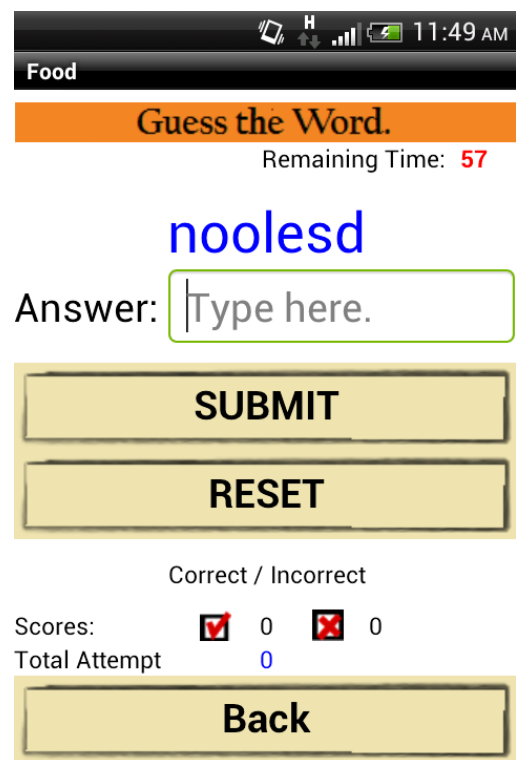 H 11:49 AM
Food
Guess the Word.
Remaining Time: 57
noolesd
Answer: Type here.
SUBMIT
RESET
Correct / Incorrect
Scores: 0 0
Total Attempt 0
Back